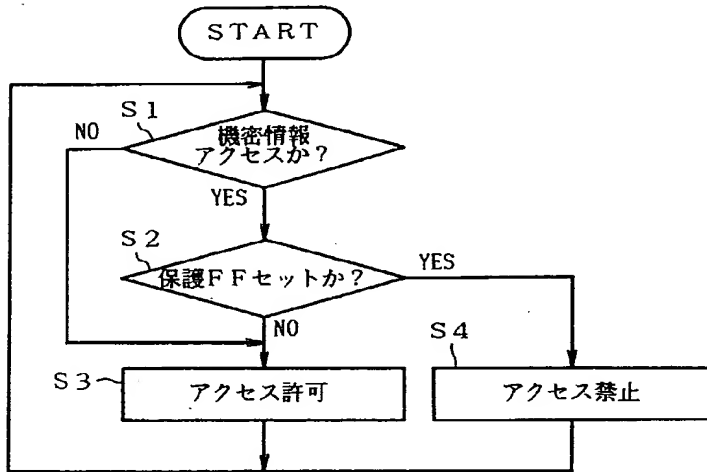 START
S1
NO
機密情報
アクセスか?
YES
S2
保護FFセットか?
YES
NO
S4
S3
アクセス許可
アクセス禁止